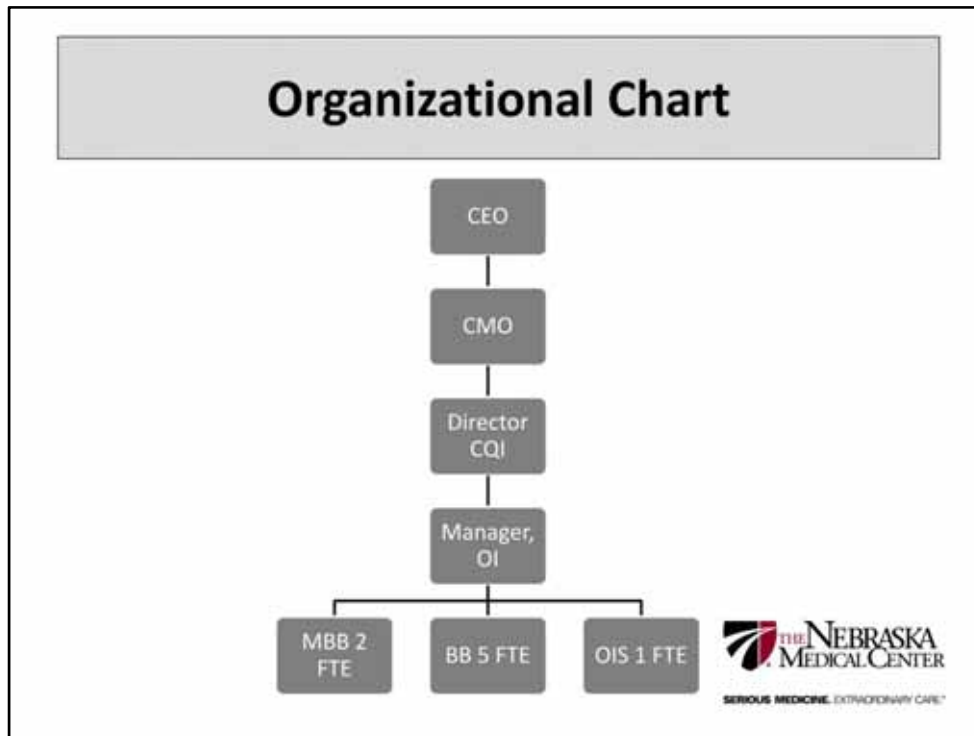 Organizational Chart
CEO
CMO
Director
CQI
Manager,
OI
MBB 2
FTE
BB 5 FTE
OIS 1 FTE
THE NEBRASKA
MEDICAL CENTER
SERIOUS MEDICINE. EXTRAORDINARY CARE.